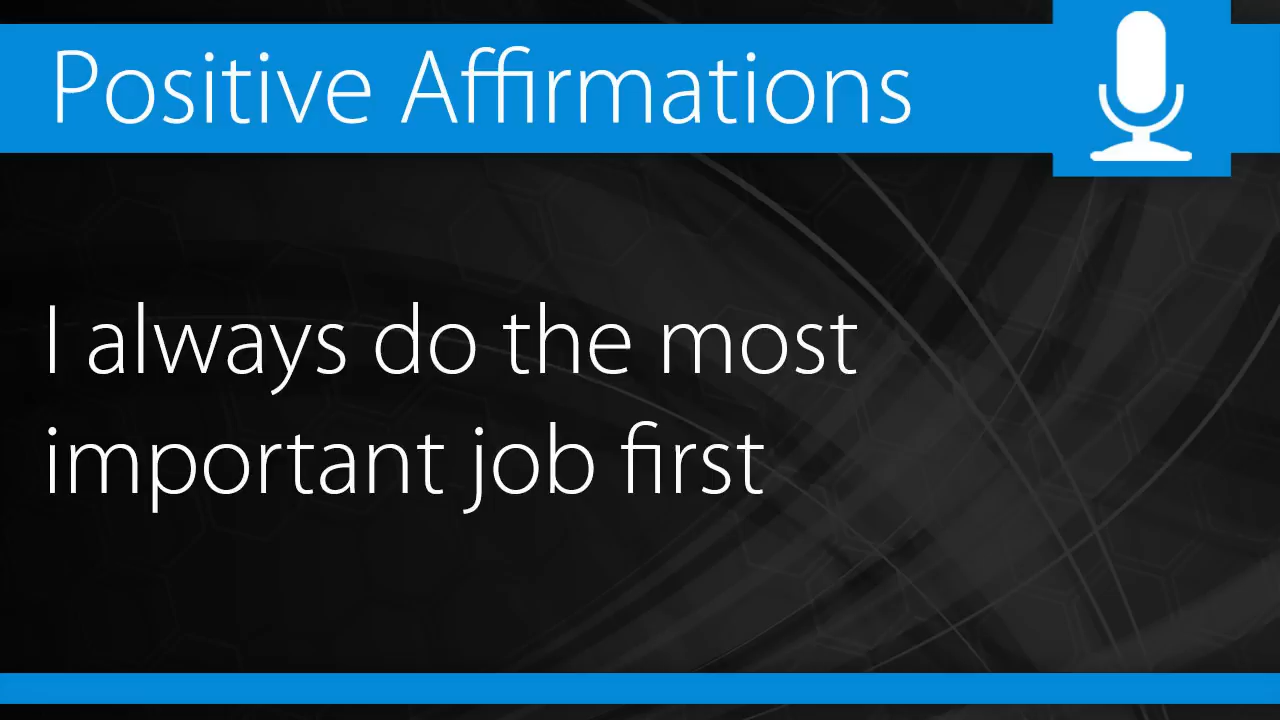 Positive Affirmations
I always do the most
important job first